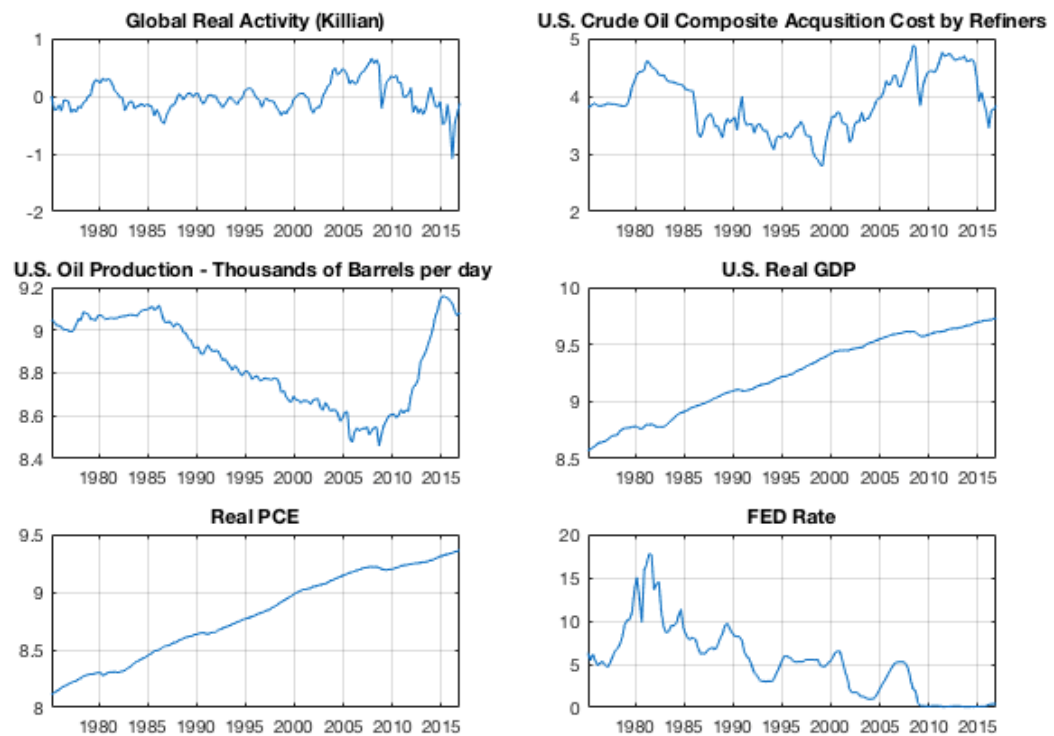 Global Real Activity (Killian)
1
0
-1
-2
1980 1985 1990 1995 2000 2005 2010 2015
U.S. Crude Oil Composite Acqusition Cost by Refiners
5
4
3
2
1980 1985 1990 1995 2000 2005 2010 2015
U.S. Oil Production - Thousands of Barrels per day
9.2
9
8.8
8.6
8.4
1980 1985 1990 1995 2000 2005 2010 2015
U.S. Real GDP
10
9.5
9
8.5
1980 1985 1990 1995 2000 2005 2010 2015
Real PCE
9.5
9
8.5
8
1980 1985 1990 1995 2000 2005 2010 2015
FED Rate
20
15
10
5
0
1980 1985 1990 1995 2000 2005 2010 2015